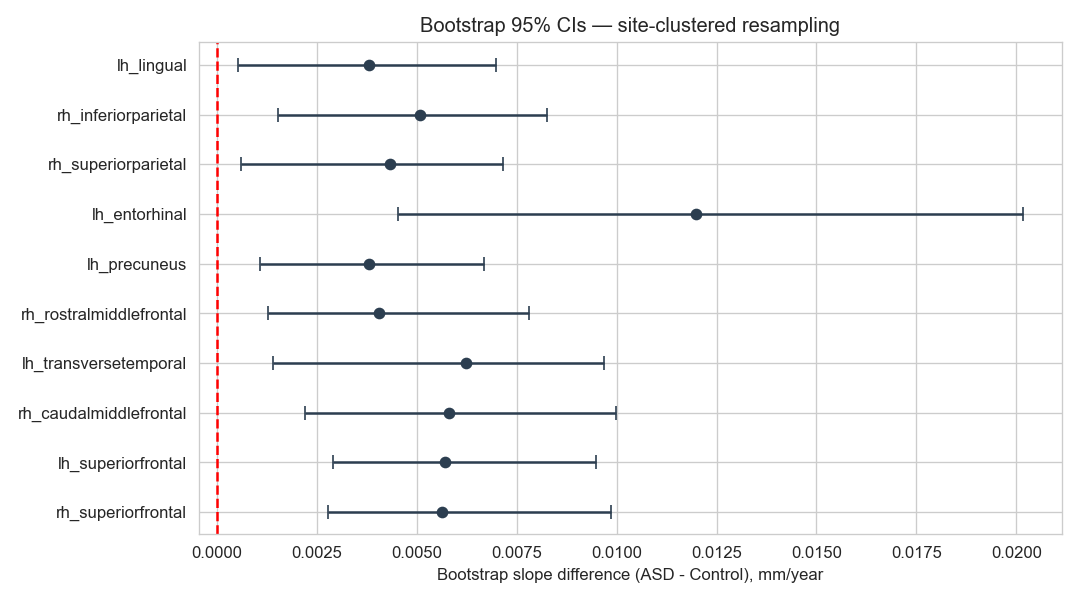 Bootstrap 95% CIs — site-clustered resampling
lh_lingual
rh_inferiorparietal
rh_superiorparietal
lh_entorhinal
lh_precuneus
rh_rostralmiddlefrontal
lh_transversetemporal
rh_caudalmiddlefrontal
lh_superiorfrontal
rh_superiorfrontal
0.0000 0.0025 0.0050 0.0075 0.0100 0.0125 0.0150 0.0175 0.0200
Bootstrap slope difference (ASD - Control), mm/year